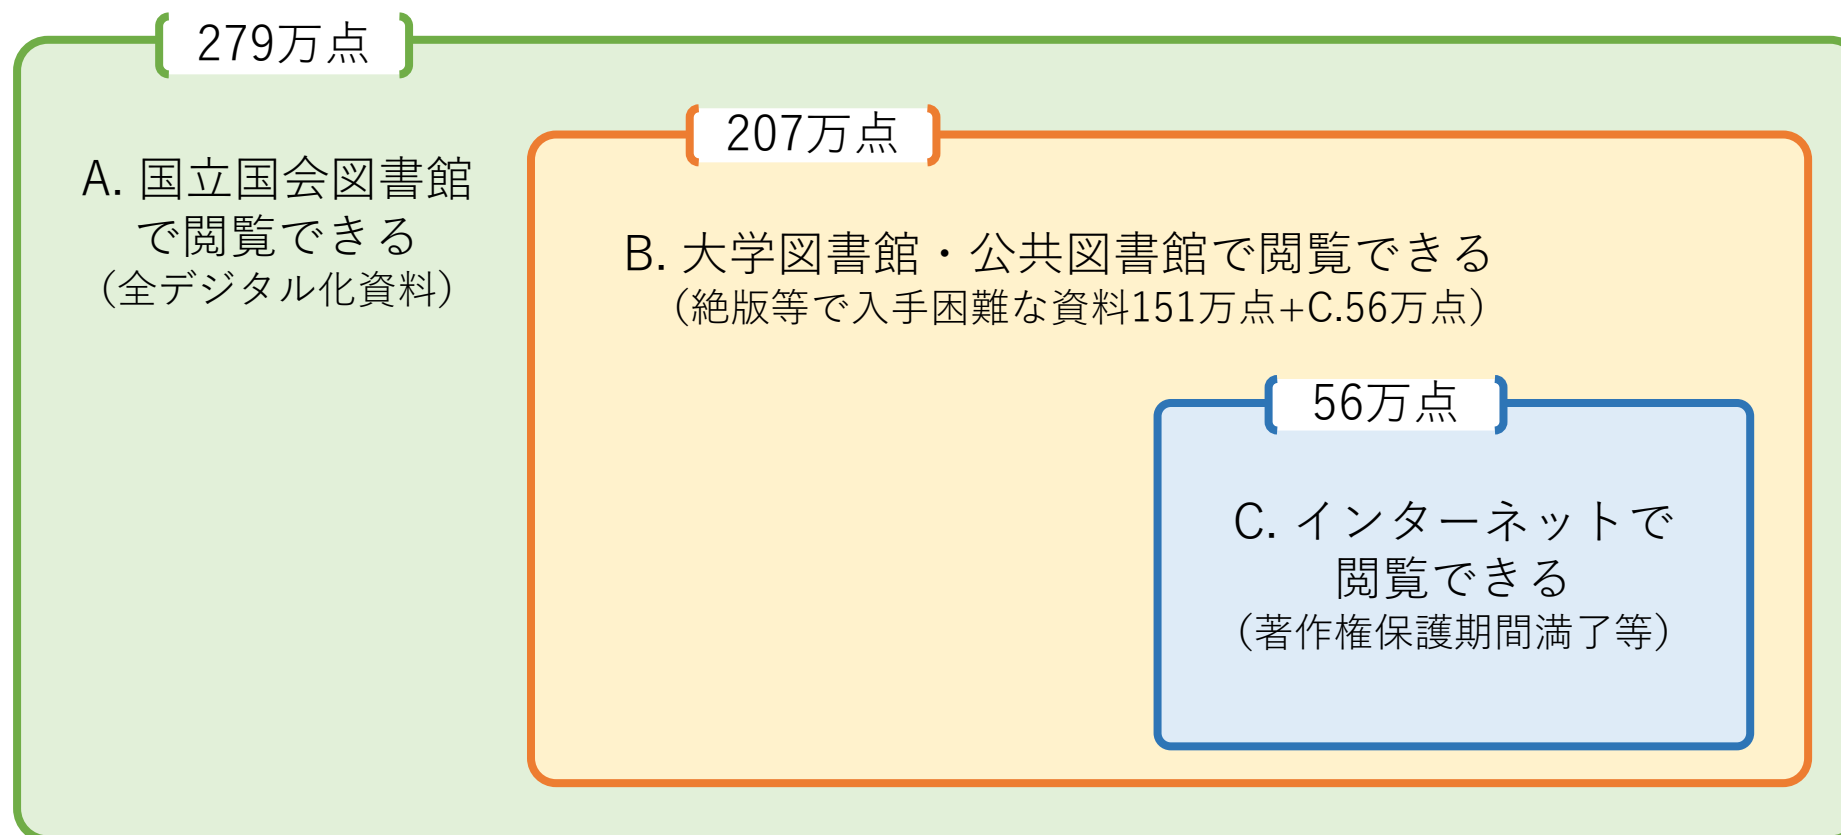 279万点
A. 国立国会図書館
で閲覧できる
（全デジタル化資料）
207万点
B. 大学図書館・公共図書館で閲覧できる
（絶版等で入手困難な資料151万点+C.56万点）
56万点
C. インターネットで
閲覧できる
（著作権保護期間満了等）